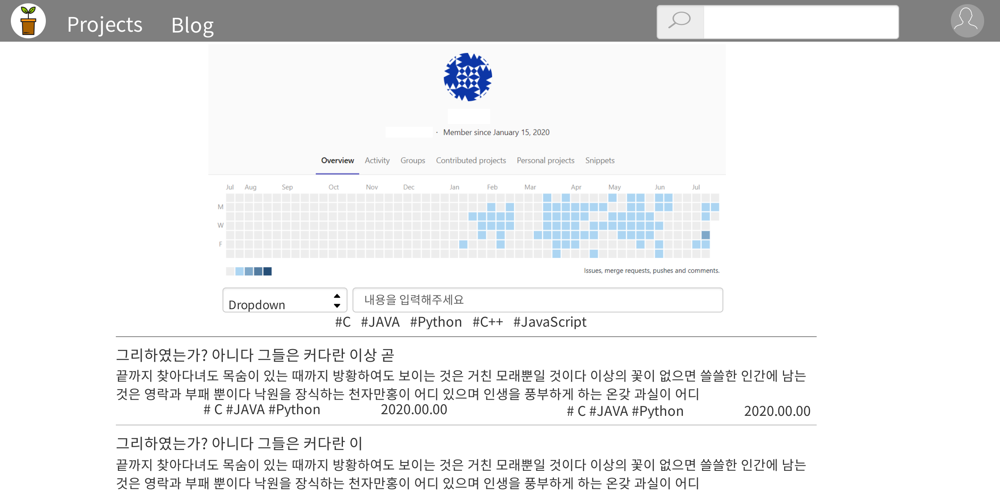 Projects Blog
· Member since January 15, 2020
Overview Activity Groups Contributed projects Personal projects Snippets
Jul Aug Sep Oct Nov Dec Jan Feb Mar Apr May Jun Jul
M
W
F
Issues, merge requests, pushes and comments.
Dropdown 내용을 입력해주세요
#C #JAVA #Python #C++ #JavaScript
그리하였는가? 아니다 그들은 커다란 이상 곧
끝까지 찾아다녀도 목숨이 있는 때까지 방황하여도 보이는 것은 거친 모래뿐일 것이다 이상의 꽃이 없으면 쓸쓸한 인간에 남는
것은 영락과 부패 뿐이다 낙원을 장식하는 천자만홍이 어디 있으며 인생을 풍부하게 하는 온갖 과실이 어디
# C #JAVA #Python 2020.00.00 # C #JAVA #Python 2020.00.00
그리하였는가? 아니다 그들은 커다란 이
끝까지 찾아다녀도 목숨이 있는 때까지 방황하여도 보이는 것은 거친 모래뿐일 것이다 이상의 꽃이 없으면 쓸쓸한 인간에 남는
것은 영락과 부패 뿐이다 낙원을 장식하는 천자만홍이 어디 있으며 인생을 풍부하게 하는 온갖 과실이 어디